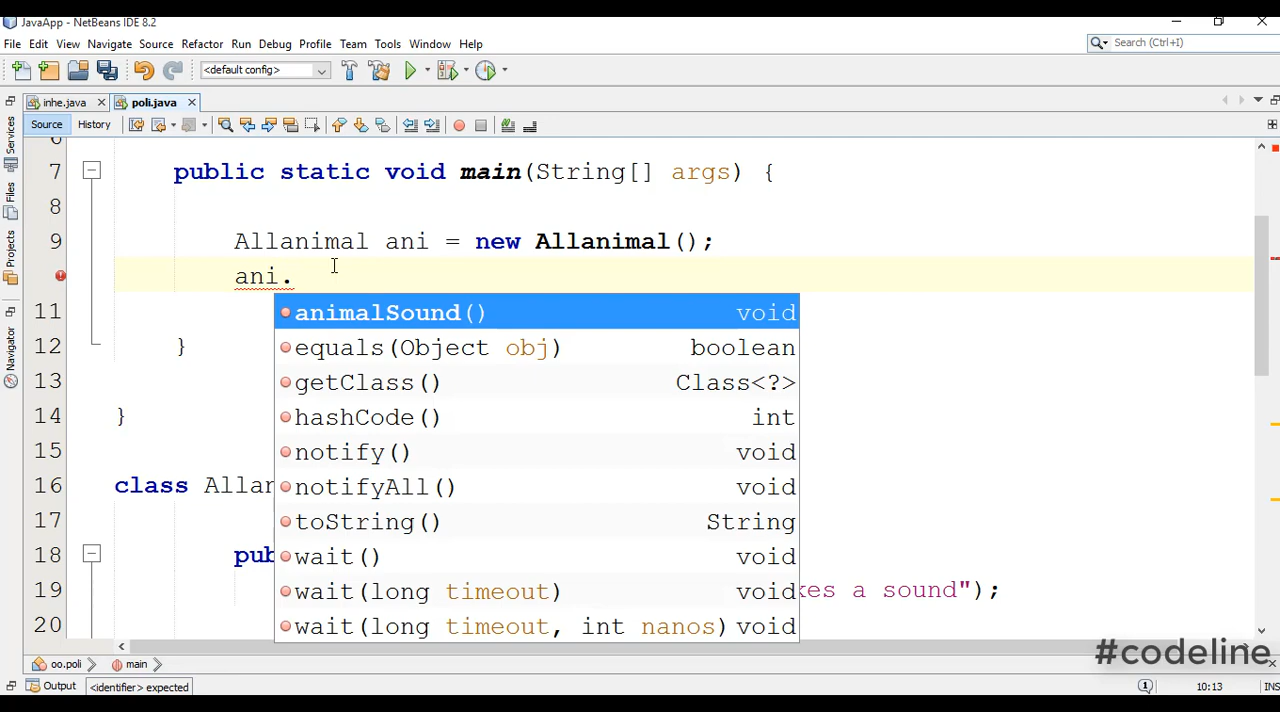 JavaApp - NetBeans IDE 8.2
File Edit View Navigate Source Refactor Run Debug Profile Team Tools Window Help
Search (Ctrl+I)
<default config>
inhe.java poli.java
Source History
7 public static void main(String[] args) {
8
9 Allanimal ani = new Allanimal();
ani.
animalSound() void
11
equals(Object obj) boolean
12 }
getClass() Class<?>
13
hashCode() int
14 }
notify() void
15
notifyAll() void
16 class Allan
toString() String
17
wait() void
18 pub
wait(long timeout) void
19 kes a sound");
wait(long timeout, int nanos) void
20
Services
Files
Projects
Navigator
#codeline
oo.poli main
Output <identifier> expected
1
10:13 INS